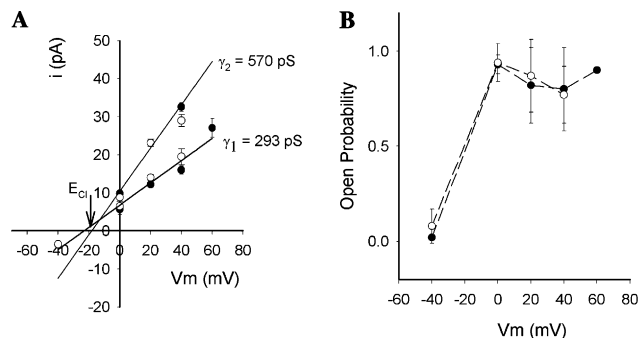 A
i (pA)
50
40
30
20
10
0
-10
-20
γ2 = 570 pS
γ1 = 293 pS
ECl
-60 -40 -20 0 20 40 60 80
Vm (mV)
B
Open Probability
1.0
0.5
0.0
-60 -40 -20 0 20 40 60 80
Vm (mV)